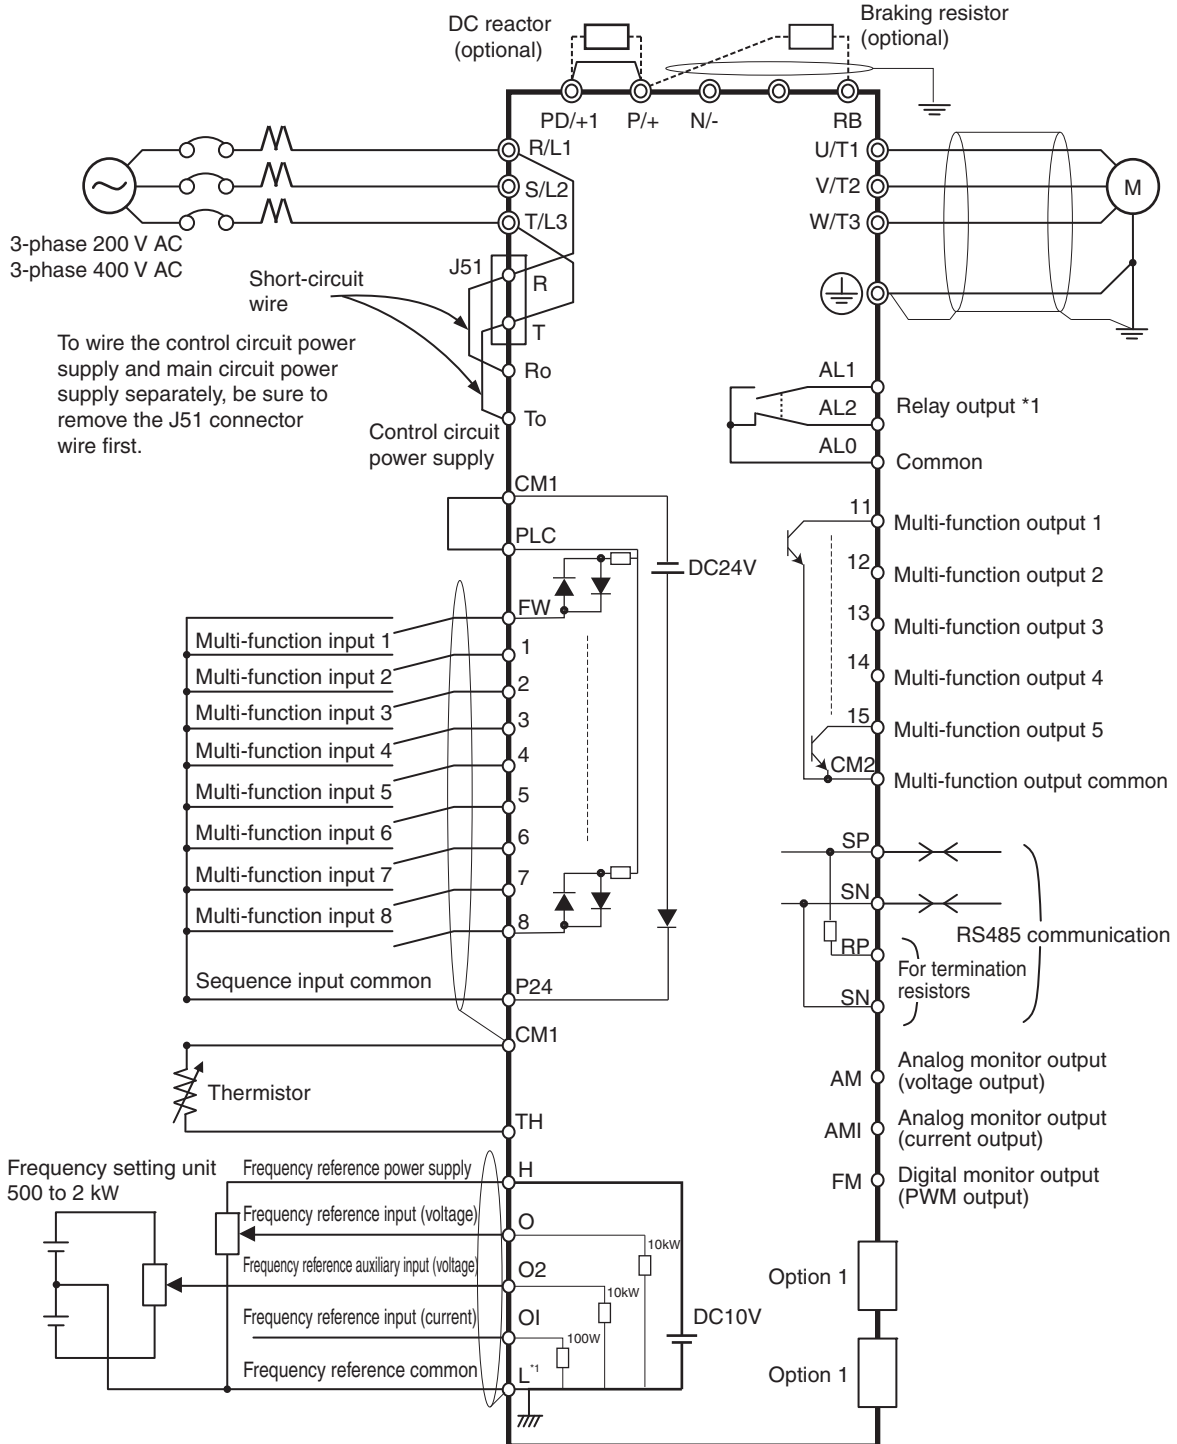 DC reactor
(optional)
Braking resistor
(optional)
PD/+1
P/+
N/-
RB
R/L1
S/L2
T/L3
U/T1
V/T2
W/T3
M
3-phase 200 V AC
3-phase 400 V AC
Short-circuit
wire
J51
R
T
Ro
To
To wire the control circuit power
supply and main circuit power
supply separately, be sure to
remove the J51 connector
wire first.
Control circuit
power supply
AL1
AL2
AL0
Relay output *1
Common
CM1
PLC
DC24V
FW
Multi-function input 1
1
Multi-function input 2
2
Multi-function input 3
3
Multi-function input 4
4
Multi-function input 5
5
Multi-function input 6
6
Multi-function input 7
7
Multi-function input 8
8
Sequence input common
P24
CM1
Thermistor
TH
11
Multi-function output 1
12
Multi-function output 2
13
Multi-function output 3
14
Multi-function output 4
15
Multi-function output 5
CM2
Multi-function output common
SP
SN
RP
SN
RS485 communication
For termination
resistors
AM
Analog monitor output
(voltage output)
AMI
Analog monitor output
(current output)
FM
Digital monitor output
(PWM output)
Frequency setting unit
500 to 2 kW
Frequency reference power supply
H
Frequency reference input (voltage)
O
10kW
Frequency reference auxiliary input (voltage)
O2
10kW
Frequency reference input (current)
OI
100W
DC10V
Frequency reference common
L*1
Option 1
Option 1